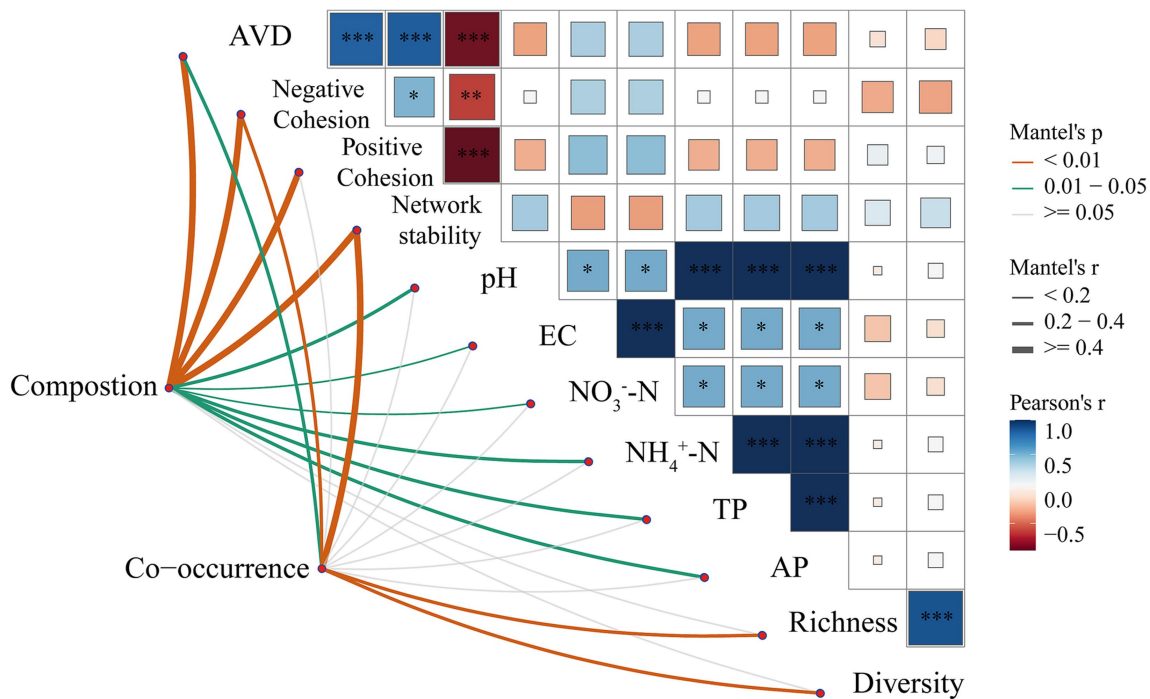 AVD *** *** ***
Negative
Cohesion * **
Positive
Cohesion ***
Network
stability
pH * * *** *** ***
EC *** * * *
NO₃⁻-N * * *
NH₄⁺-N *** ***
TP ***
AP
Richness ***
Diversity
Compostion
Co-occurrence
Mantel's p
< 0.01
0.01 − 0.05
>= 0.05
Mantel's r
< 0.2
0.2 − 0.4
>= 0.4
Pearson's r
1.0
0.5
0.0
−0.5